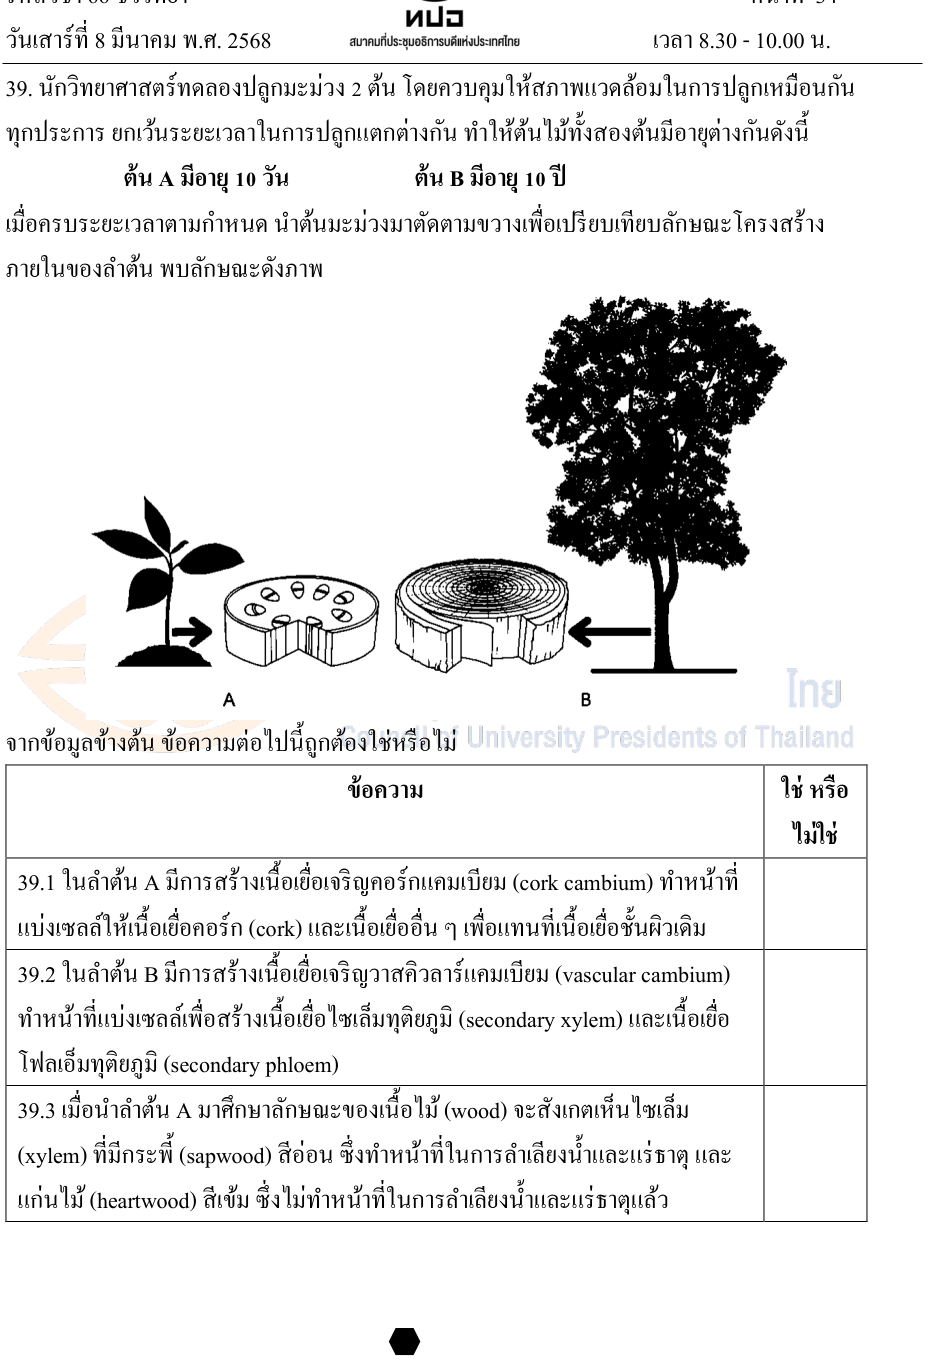 ทปอ
วันเสาร์ที่ 8 มีนาคม พ.ศ. 2568 สมาคมที่ประชุมอธิการบดีแห่งประเทศไทย เวลา 8.30 - 10.00 น.
39. นักวิทยาศาสตร์ทดลองปลูกมะม่วง 2 ต้น โดยควบคุมให้สภาพแวดล้อมในการปลูกเหมือนกัน
ทุกประการ ยกเว้นระยะเวลาในการปลูกแตกต่างกัน ทำให้ต้นไม้ทั้งสองต้นมีอายุต่างกันดังนี้
ต้น A มีอายุ 10 วัน ต้น B มีอายุ 10 ปี
เมื่อครบระยะเวลาตามกำหนด นำต้นมะม่วงมาตัดตามขวางเพื่อเปรียบเทียบลักษณะโครงสร้าง
ภายในของลำต้น พบลักษณะดังภาพ
A B
ไทย
University Presidents of Thailand
จากข้อมูลข้างต้น ข้อความต่อไปนี้ถูกต้องใช่หรือไม่
ข้อความ ใช่ หรือ
ไม่ใช่
39.1 ในลำต้น A มีการสร้างเนื้อเยื่อเจริญคอร์กแคมเบียม (cork cambium) ทำหน้าที่
แบ่งเซลล์ให้เนื้อเยื่อคอร์ก (cork) และเนื้อเยื่ออื่น ๆ เพื่อแทนที่เนื้อเยื่อชั้นผิวเดิม
39.2 ในลำต้น B มีการสร้างเนื้อเยื่อเจริญวาสคิวลาร์แคมเบียม (vascular cambium)
ทำหน้าที่แบ่งเซลล์เพื่อสร้างเนื้อเยื่อไซเล็มทุติยภูมิ (secondary xylem) และเนื้อเยื่อ
โฟลเอ็มทุติยภูมิ (secondary phloem)
39.3 เมื่อนำลำต้น A มาศึกษาลักษณะของเนื้อไม้ (wood) จะสังเกตเห็นไซเล็ม
(xylem) ที่มีกระพี้ (sapwood) สีอ่อน ซึ่งทำหน้าที่ในการลำเลียงน้ำและแร่ธาตุ และ
แก่นไม้ (heartwood) สีเข้ม ซึ่งไม่ทำหน้าที่ในการลำเลียงน้ำและแร่ธาตุแล้ว